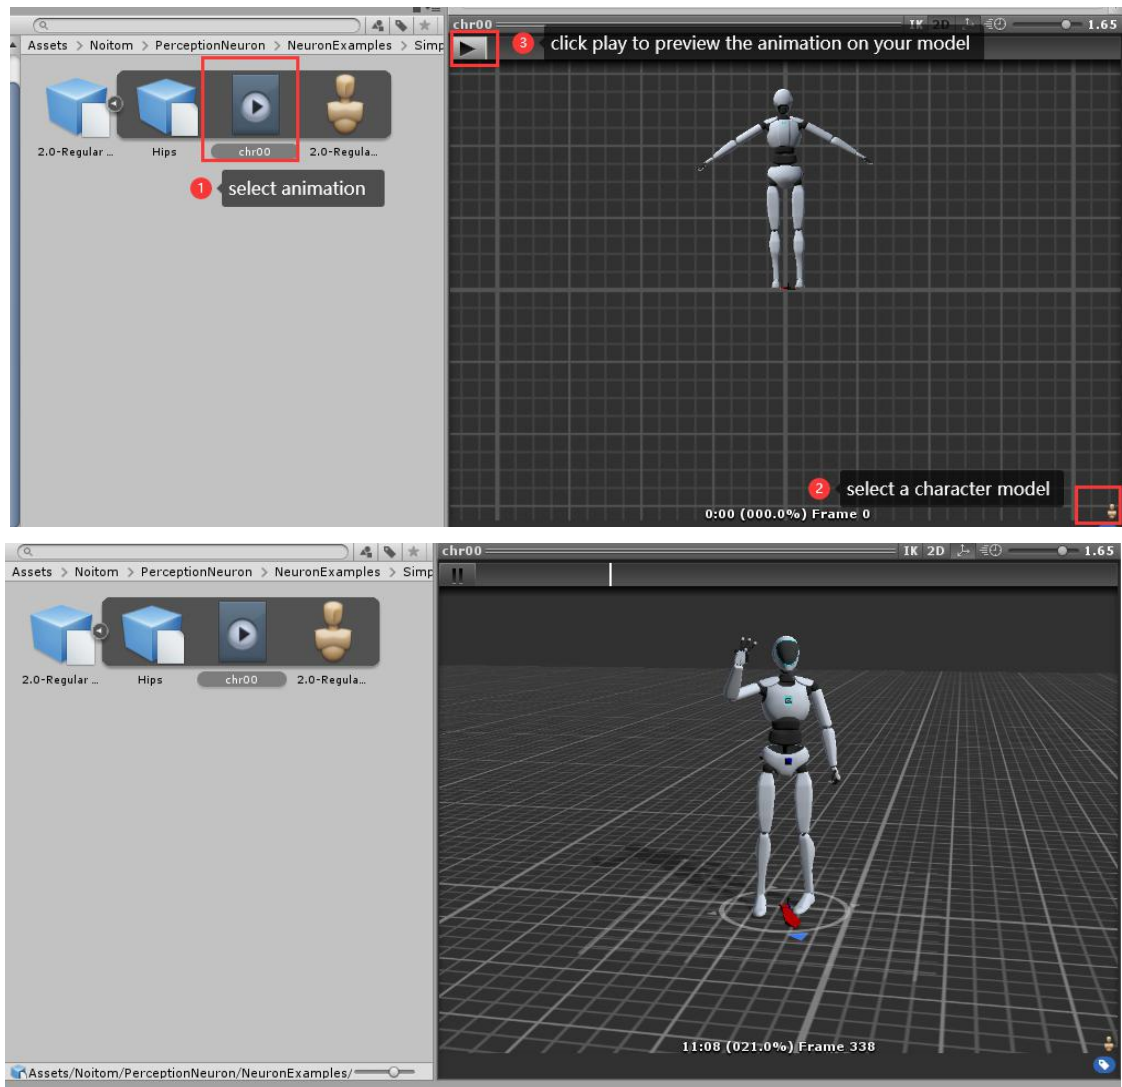 chr00
IK 2D 1.65
Assets > Noitom > PerceptionNeuron > NeuronExamples > Simp
3 click play to preview the animation on your model
2.0-Regular ... Hips chr00 2.0-Regula...
1 select animation
2 select a character model
0:00 (000.0%) Frame 0
chr00 IK 2D 1.65
Assets > Noitom > PerceptionNeuron > NeuronExamples > Simp
2.0-Regular ... Hips chr00 2.0-Regula...
11:08 (021.0%) Frame 338
Assets/Noitom/PerceptionNeuron/NeuronExamples/